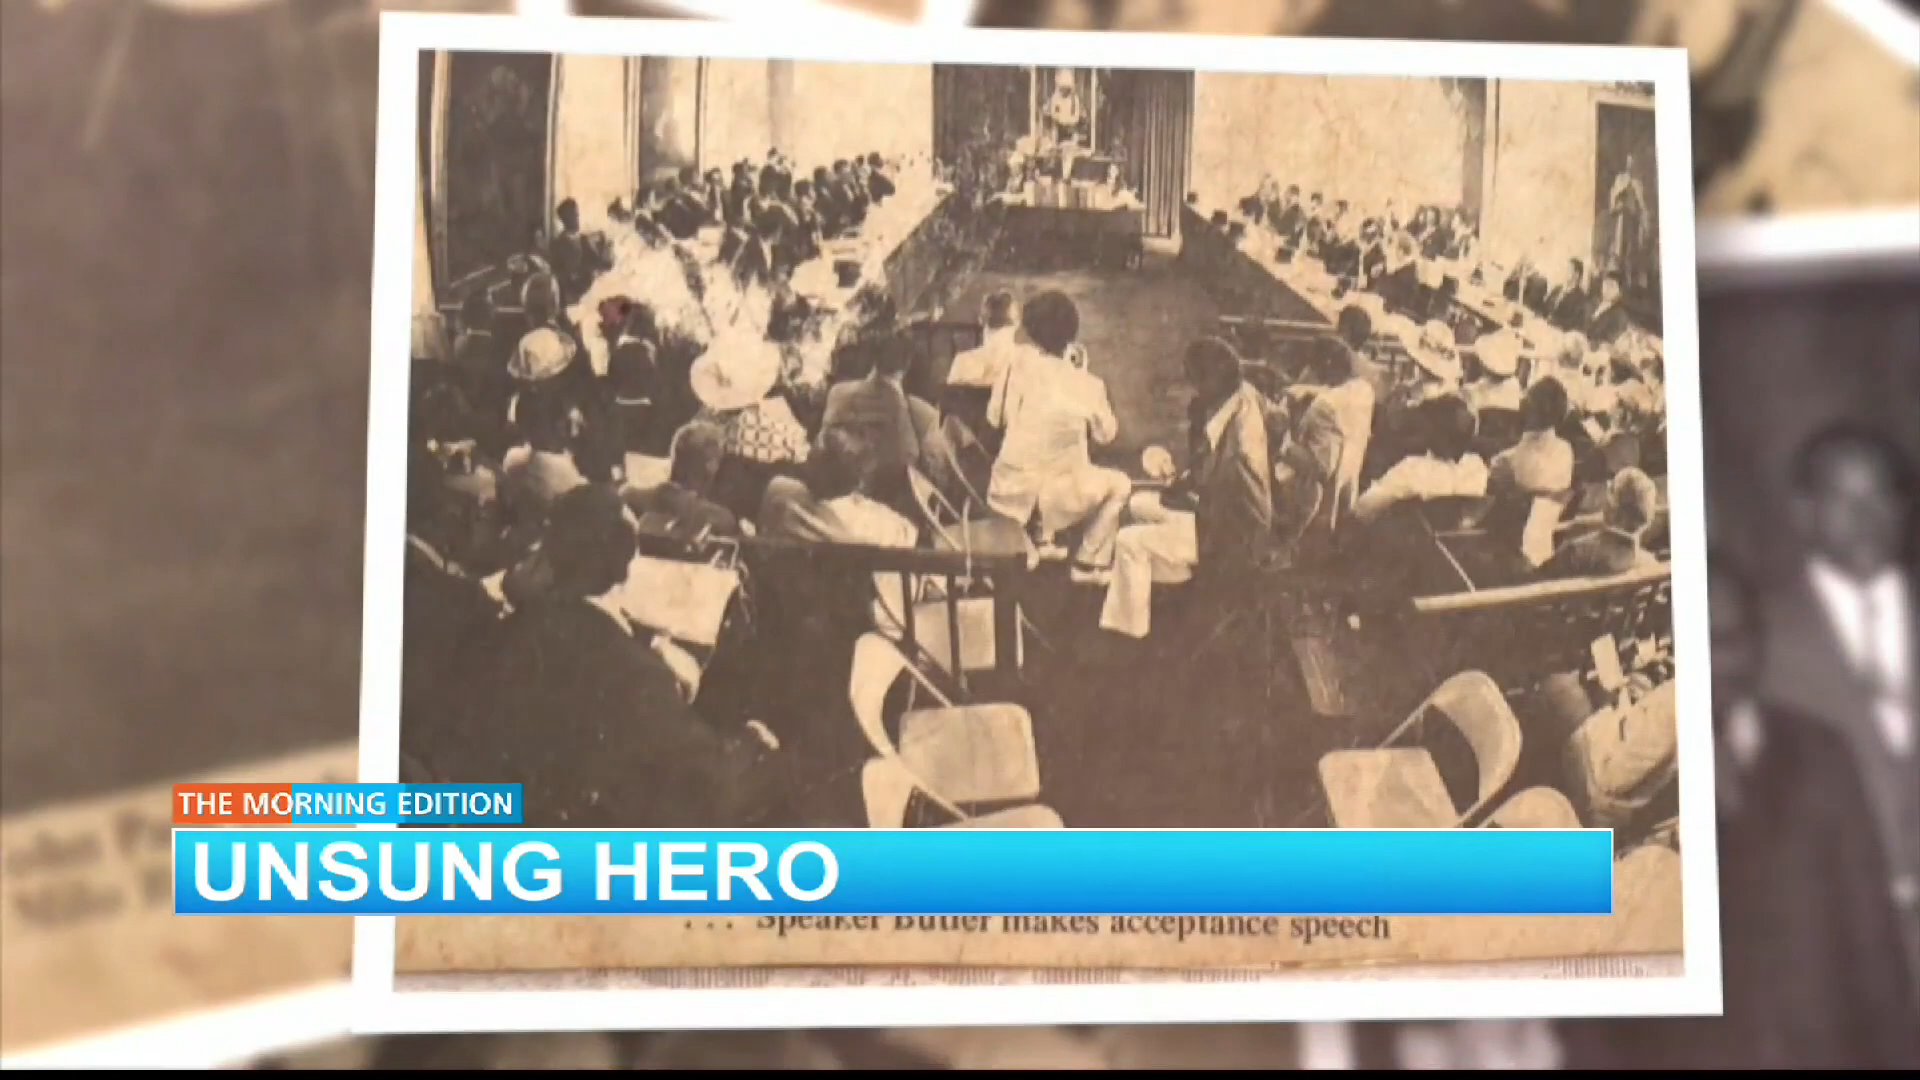 THE MORNING EDITION
UNSUNG HERO
... Speaker Butler makes acceptance speech